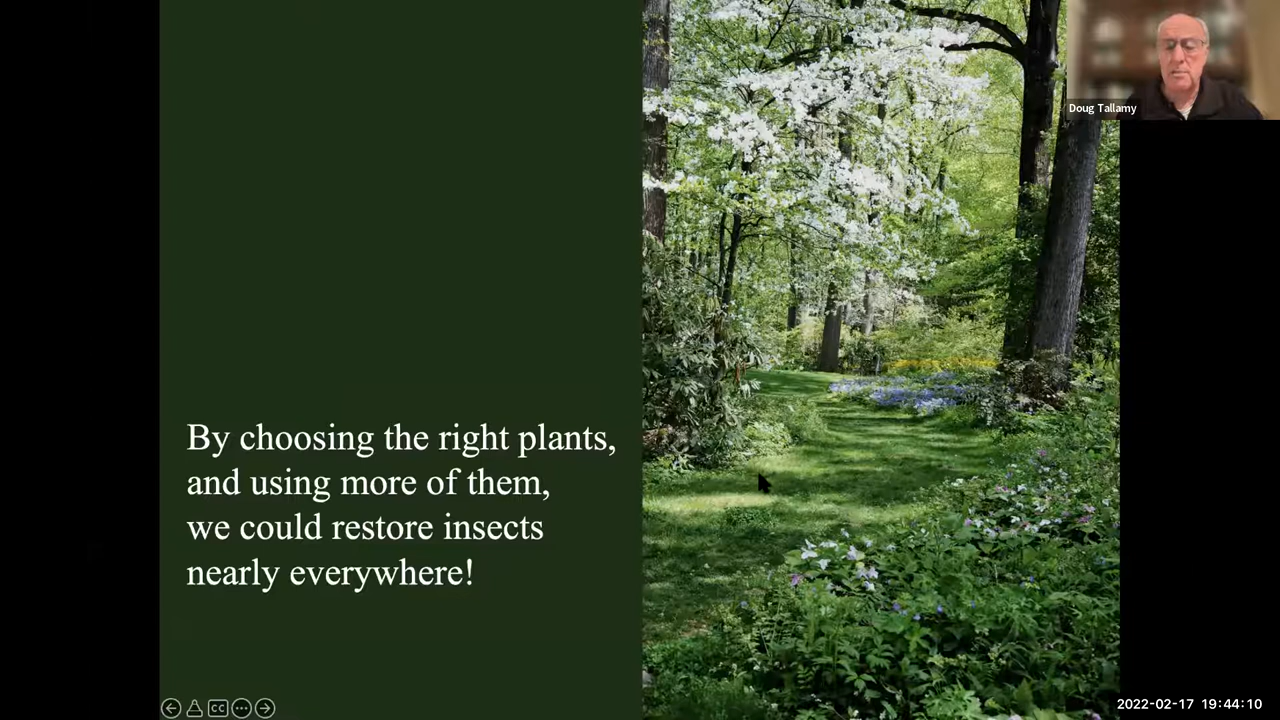 Doug Tallamy
By choosing the right plants,
and using more of them,
we could restore insects
nearly everywhere!
CC
2022-02-17 19:44:10